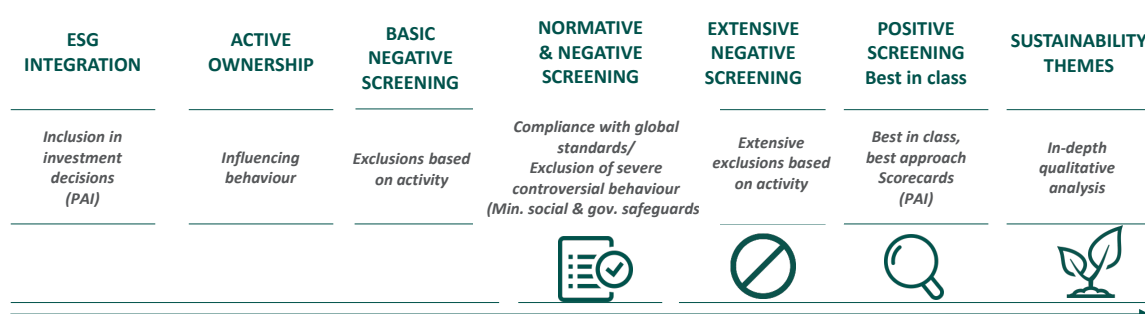 ESG
INTEGRATION
ACTIVE
OWNERSHIP
BASIC
NEGATIVE
SCREENING
NORMATIVE
& NEGATIVE
SCREENING
EXTENSIVE
NEGATIVE
SCREENING
POSITIVE
SCREENING
Best in class
SUSTAINABILITY
THEMES
Inclusion in
investment
decisions
(PAI)
Influencing
behaviour
Exclusions based
on activity
Compliance with global
standards/
Exclusion of severe
controversial behaviour
(Min. social & gov. safeguards
Extensive
exclusions based
on activity
Best in class,
best approach
Scorecards
(PAI)
In-depth
qualitative
analysis